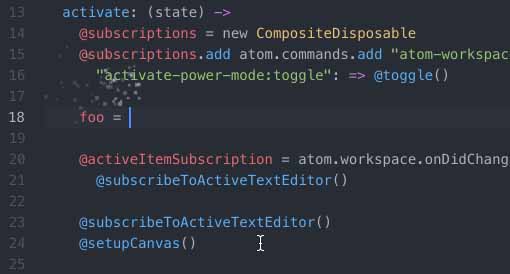 13 activate: (state) ->
14 @subscriptions = new CompositeDisposable
15 @subscriptions.add atom.commands.add "atom-workspac
16 "activate-power-mode:toggle": => @toggle()
17
18 foo =
19
20 @activeItemSubscription = atom.workspace.onDidChang
21 @subscribeToActiveTextEditor()
22
23 @subscribeToActiveTextEditor()
24 @setupCanvas()
25